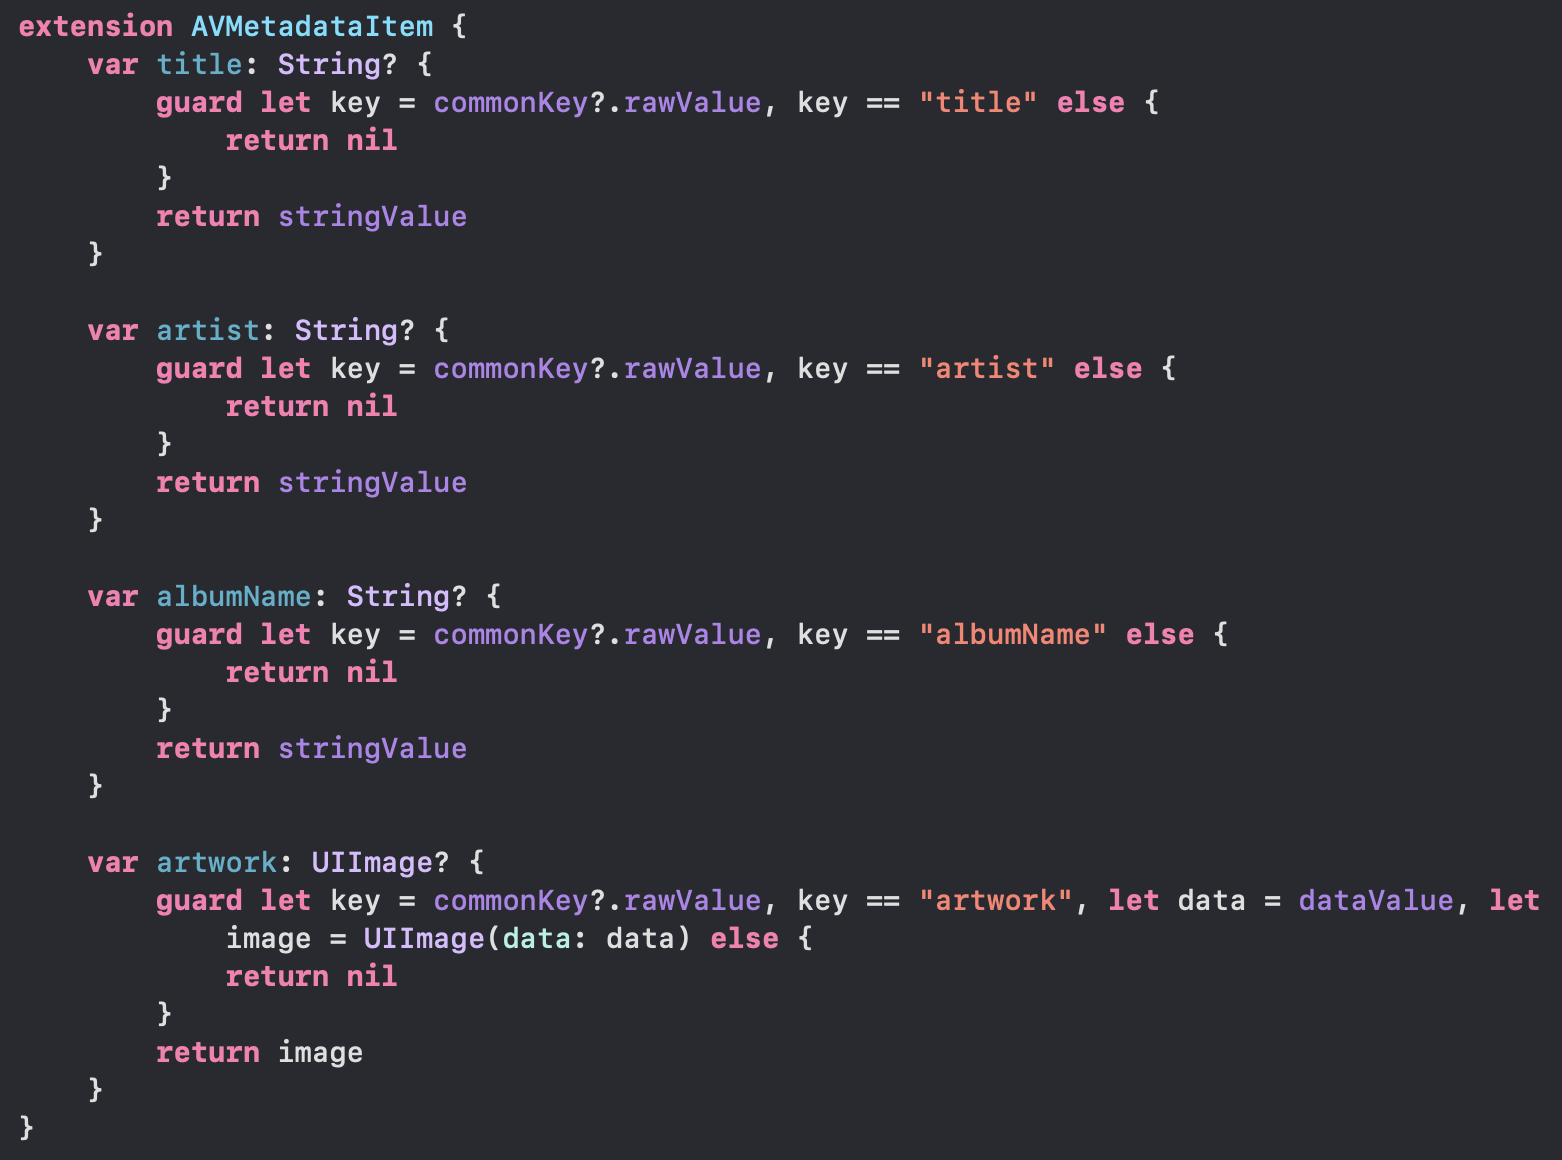 extension AVMetadataItem {
    var title: String? {
        guard let key = commonKey?.rawValue, key == "title" else {
            return nil
        }
        return stringValue
    }

    var artist: String? {
        guard let key = commonKey?.rawValue, key == "artist" else {
            return nil
        }
        return stringValue
    }

    var albumName: String? {
        guard let key = commonKey?.rawValue, key == "albumName" else {
            return nil
        }
        return stringValue
    }

    var artwork: UIImage? {
        guard let key = commonKey?.rawValue, key == "artwork", let data = dataValue, let
            image = UIImage(data: data) else {
            return nil
        }
        return image
    }
}